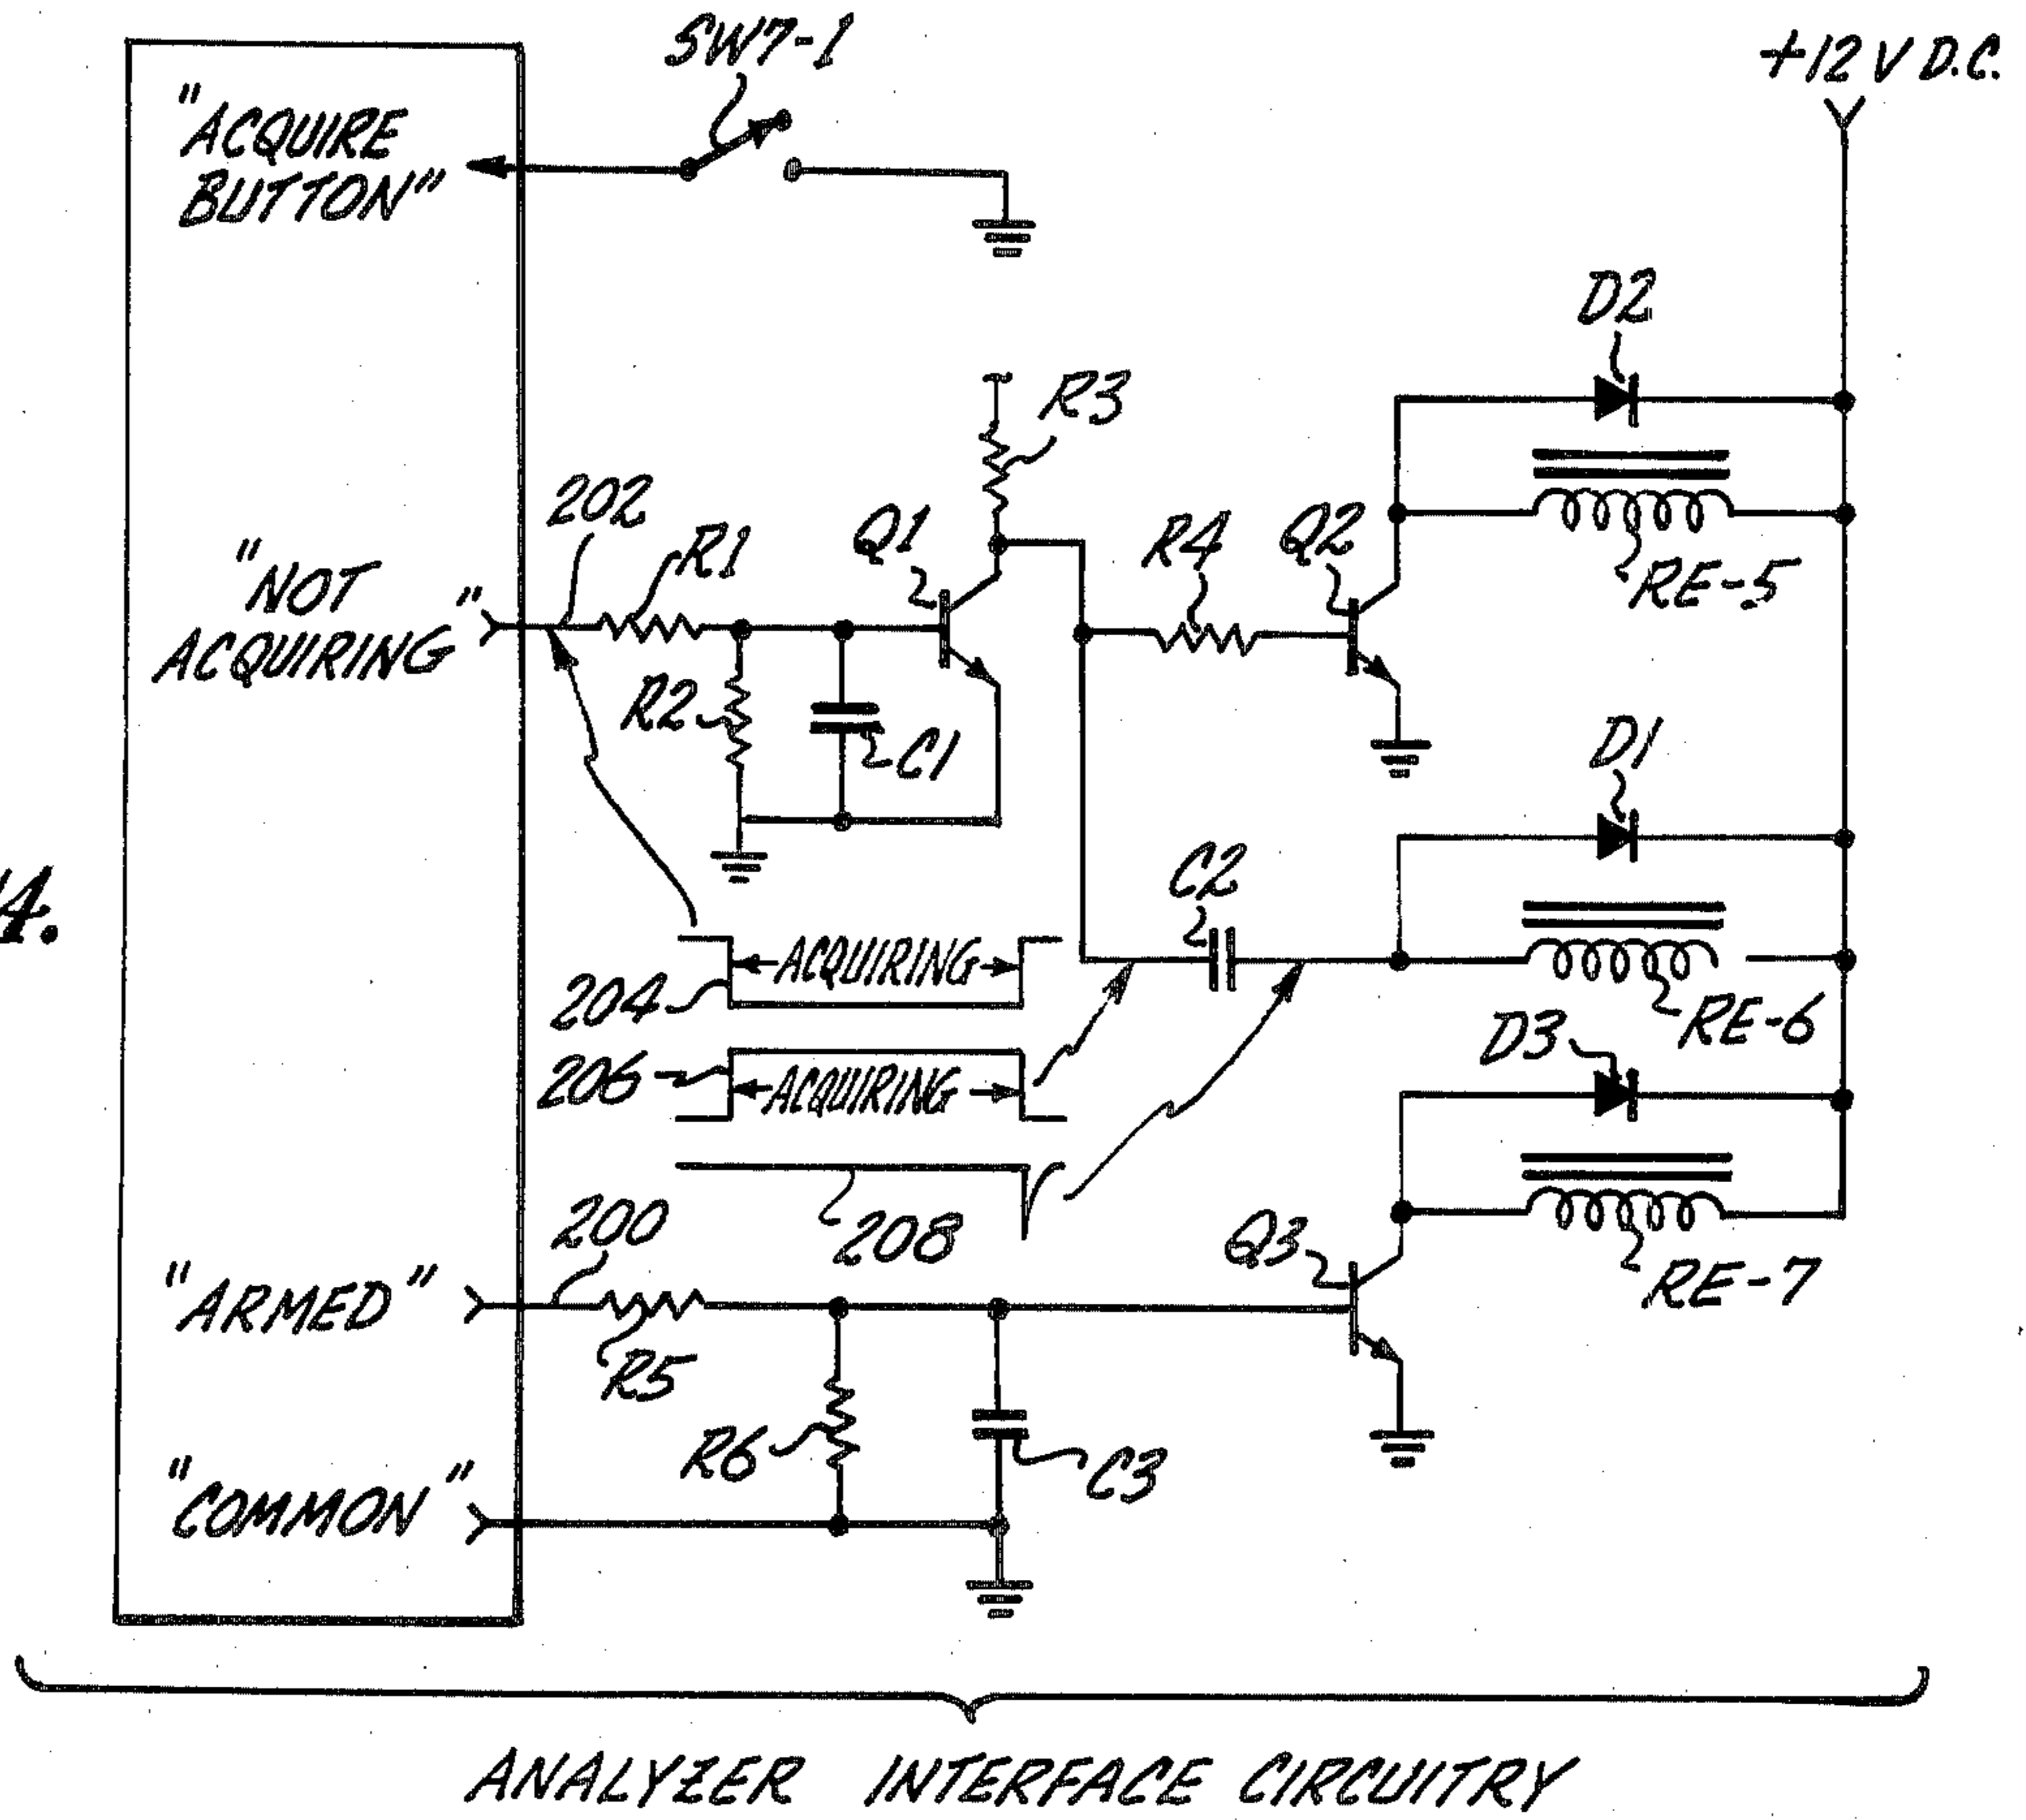 SW7-1
+12 V D.C.
"ACQUIRE
BUTTON"
D2
R3
202
R1
Q1
R4
Q2
RE-5
"NOT
ACQUIRING"
R2
C1
D1
C2
4.
ACQUIRING
204
RE-6
D3
206
ACQUIRING
200
208
Q3
RE-7
"ARMED"
R5
R6
C3
"COMMON"
ANALYZER INTERFACE CIRCUITRY